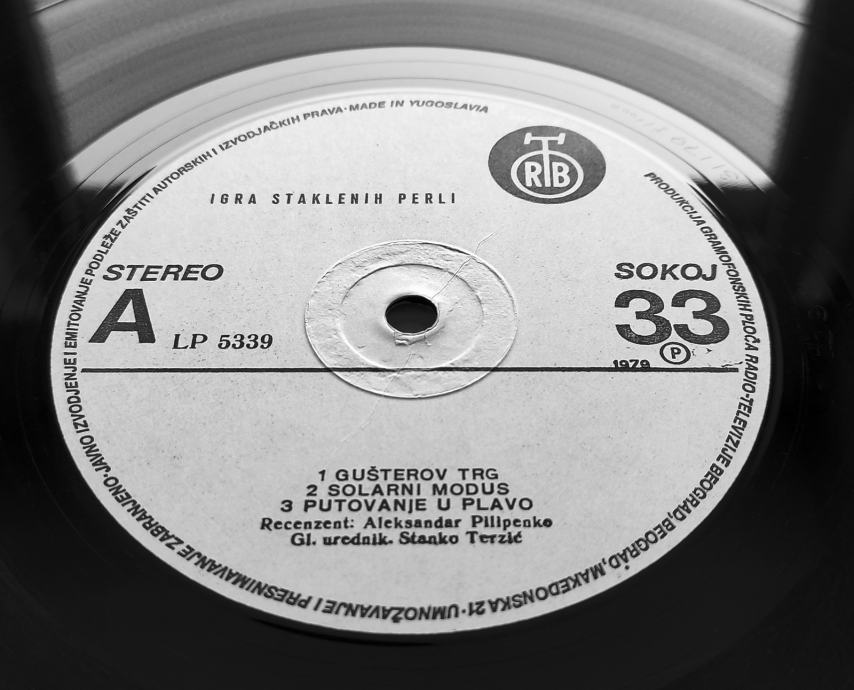 PRODUKCIJA GRAMOFONSKIH PLOČA RADIO-TELEVIZIJE BEOGRAD, BEOGRAD, MAKEDONSKA 21 · UMNOŽAVANJE I PRESNIMAVANJE ZABRANJENO · JAVNO IZVODJENJE I EMITOVANJE PODLEŽE ZAŠTITI AUTORSKIH I IZVODJAČKIH PRAVA · MADE IN YUGOSLAVIA
RTB
IGRA STAKLENIH PERLI
STEREO
SOKOJ
A
LP 5339
33
1979
P
1 GUŠTEROV TRG
2 SOLARNI MODUS
3 PUTOVANJE U PLAVO
Recenzent: Aleksandar Pilipenko
Gl. urednik. Stanko Terzić